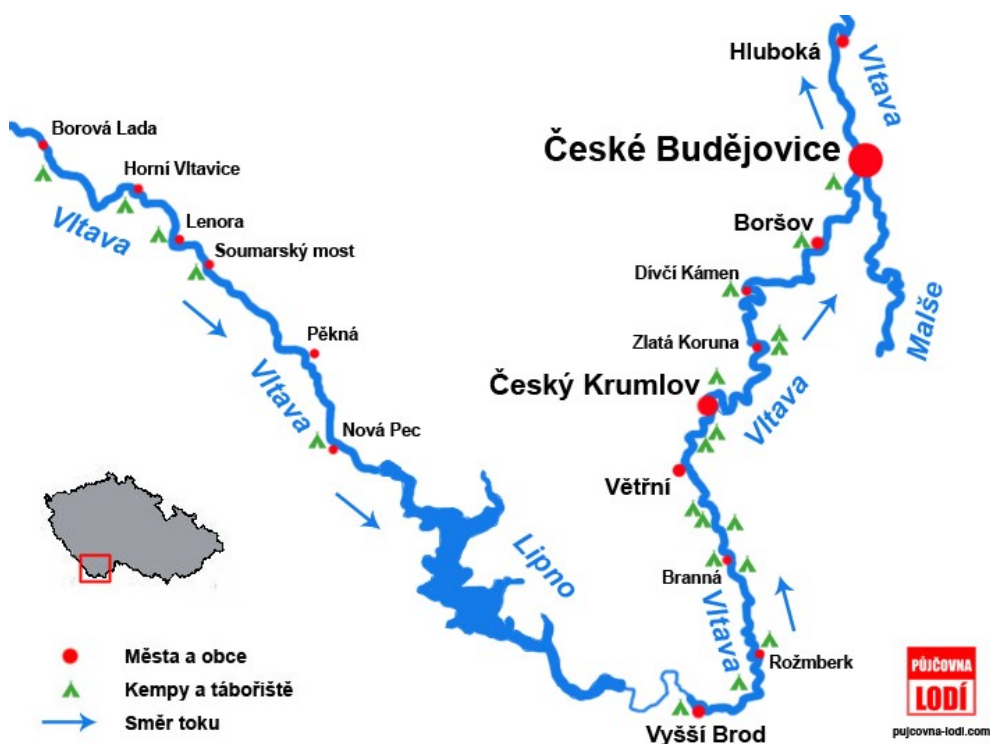 Hluboká
Vltava
České Budějovice
Borová Lada
Horní Vltavice
Vltava
Lenora
Boršov
Soumarský most
Dívčí Kámen
Malše
Pěkná
Zlatá Koruna
Vltava
Český Krumlov
Vltava
Nová Pec
Větřní
Lipno
Branná
Vltava
Města a obce
Rožmberk
Kempy a tábořiště
Směr toku
Vyšší Brod
PŮJČOVNA
LODÍ
pujcovna-lodi.com